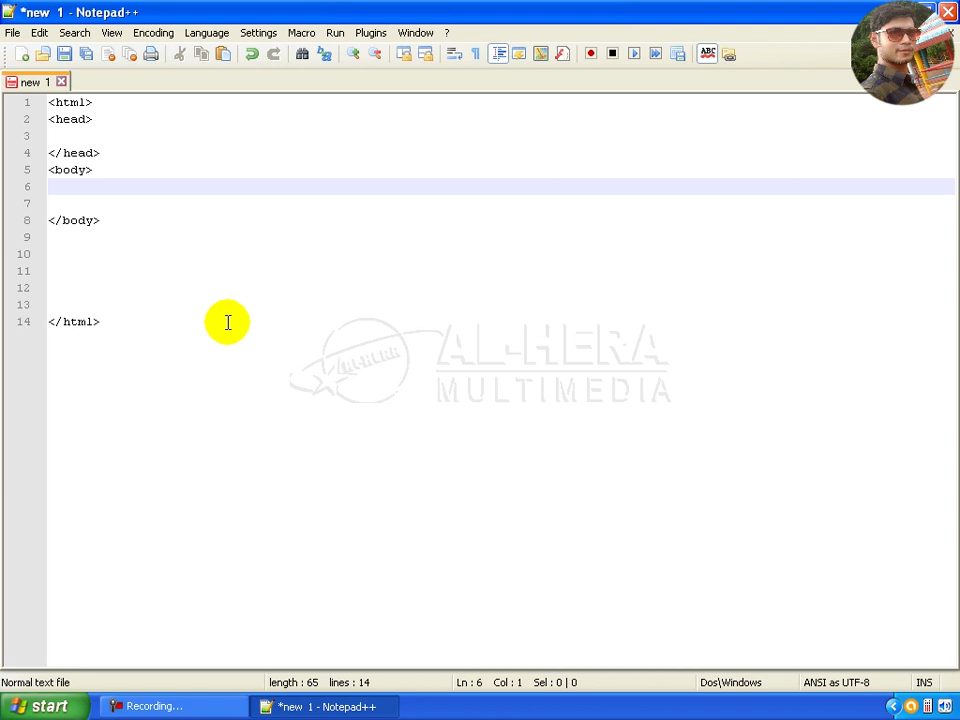 *new 1 - Notepad++
File Edit Search View Encoding Language Settings Macro Run Plugins Window ?
ABC
new 1
1 <html>
2 <head>
3
4 </head>
5 <body>
6
7
8 </body>
9
10
11
12
13
14 </html>
AL-HERA
AL-HERA
MULTIMEDIA
Normal text file length : 65 lines : 14 Ln : 6 Col : 1 Sel : 0 | 0 Dos\Windows ANSI as UTF-8 INS
start Recording... *new 1 - Notepad++